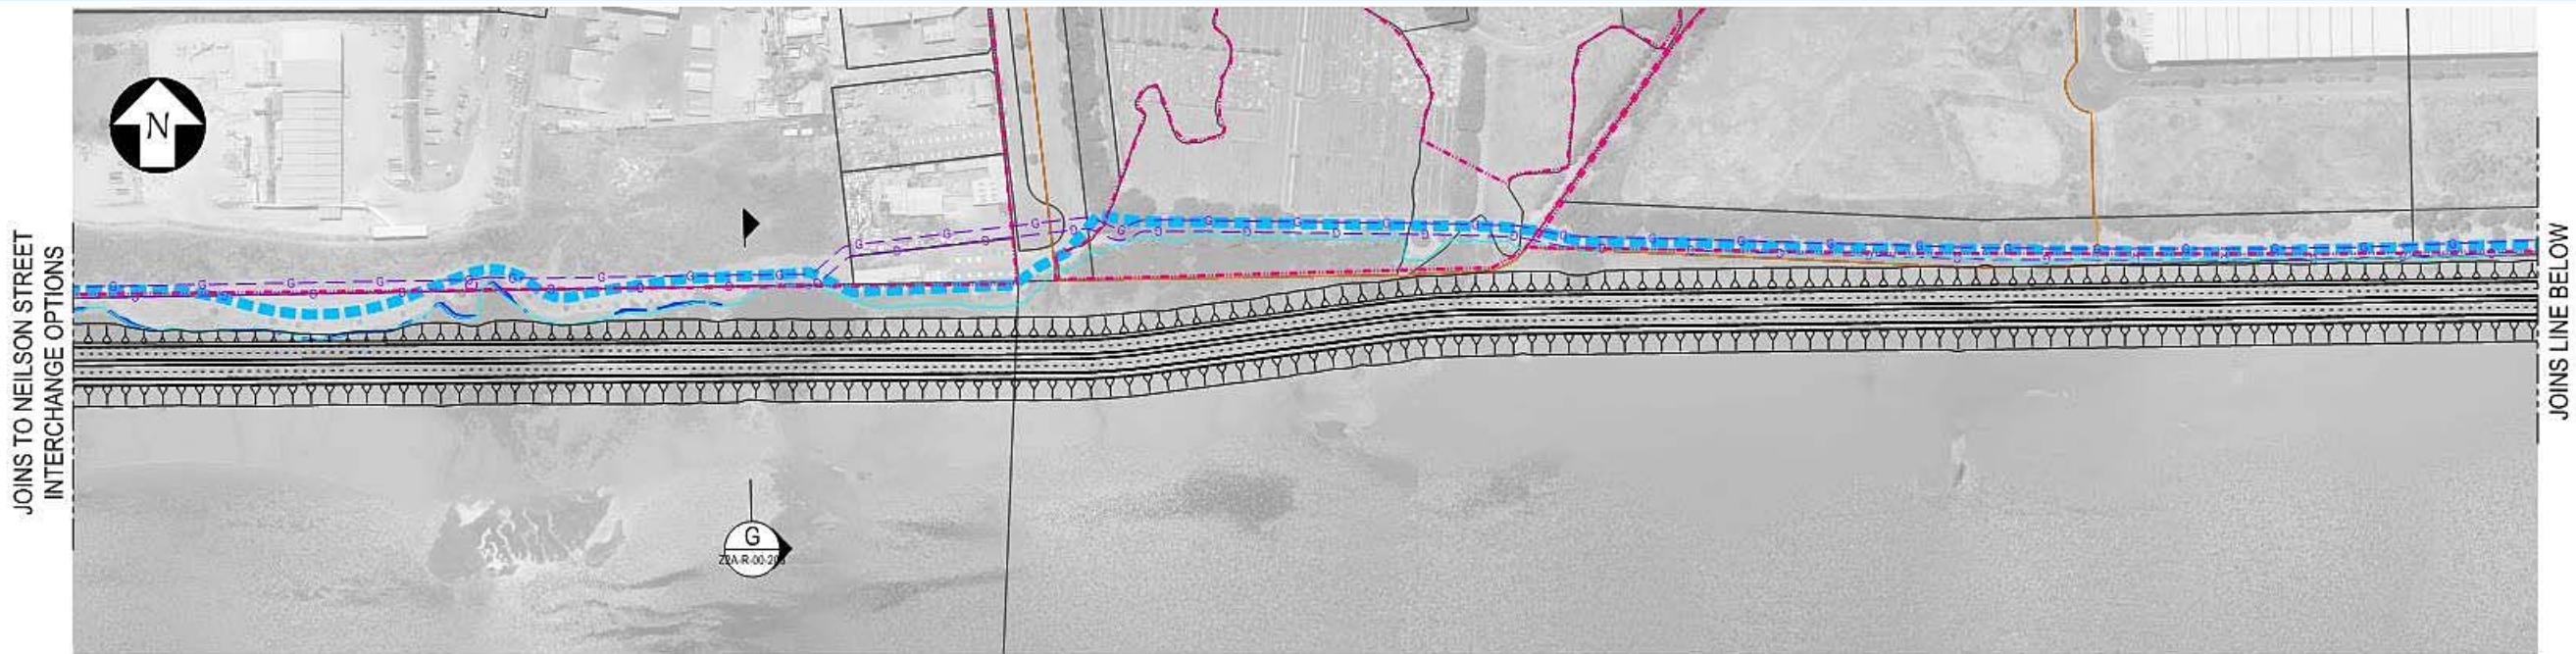 JOINS TO NEILSON STREET
INTERCHANGE OPTIONS
N
G
JOINS LINE BELOW